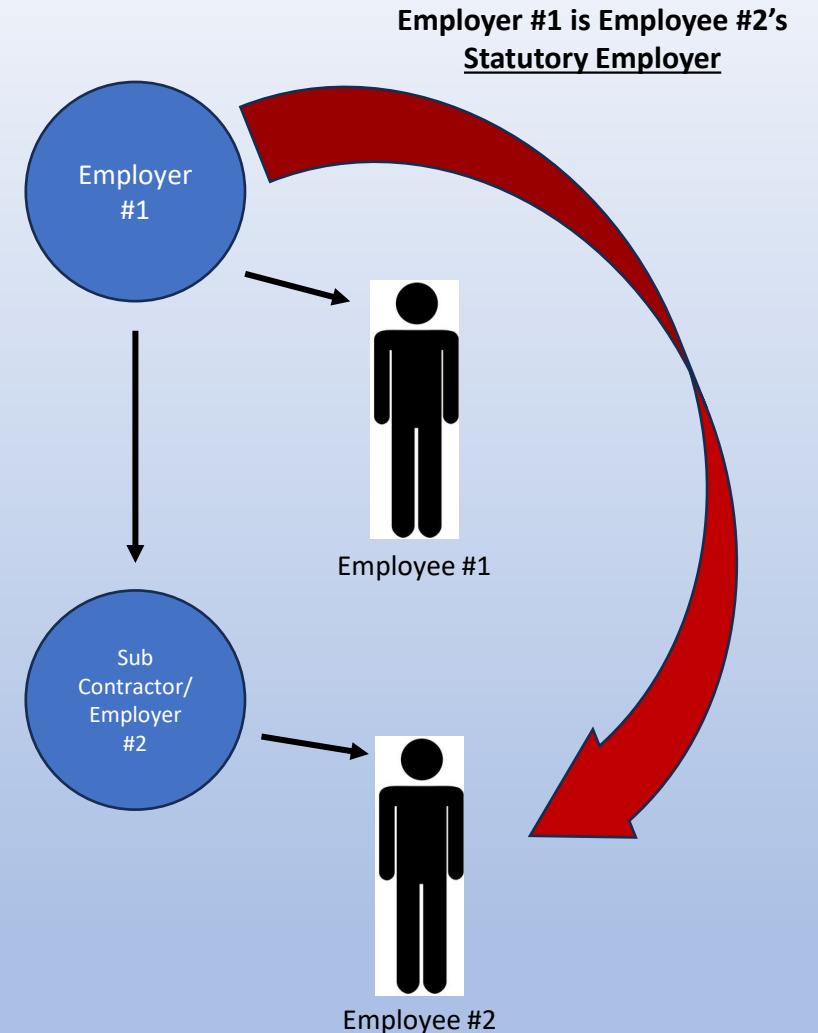 Employer #1 is Employee #2’s
Statutory Employer
Employer
#1
Employee #1
Sub
Contractor/
Employer
#2
Employee #2